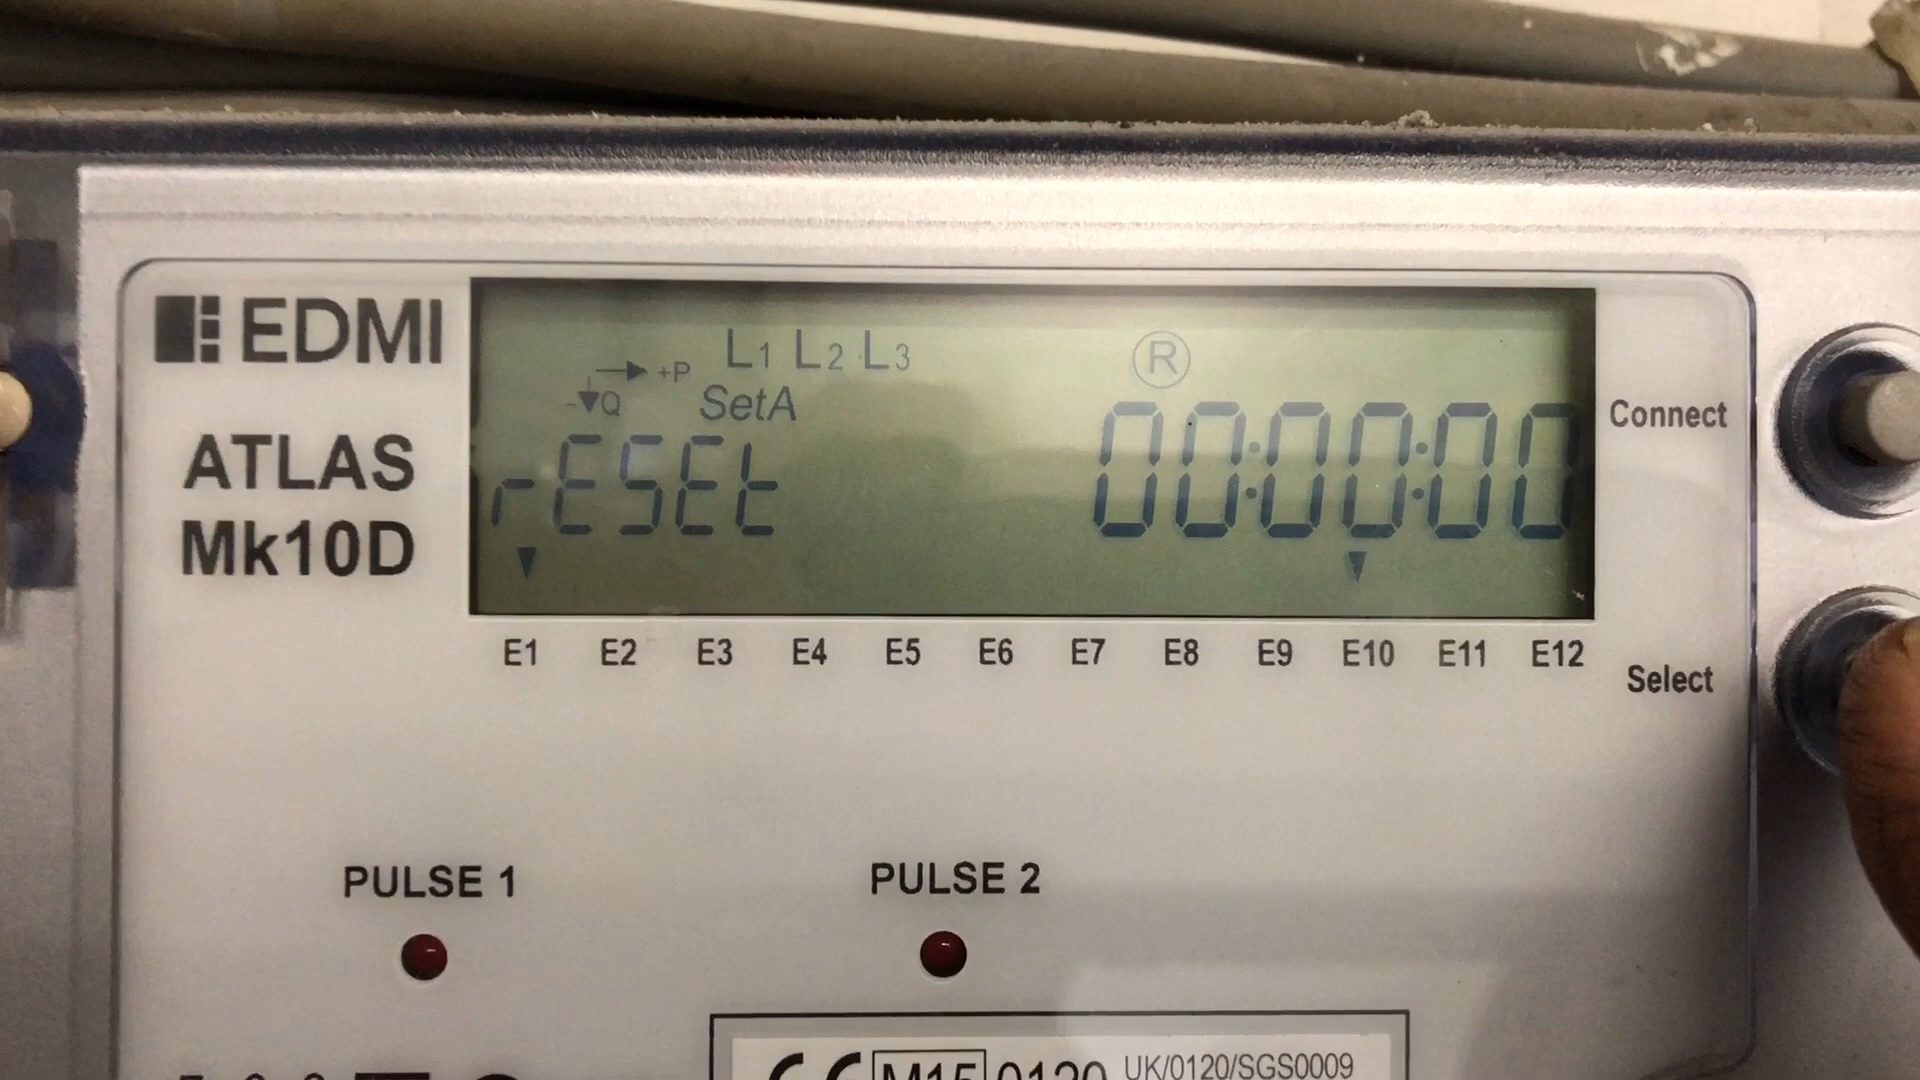 EDMI
ATLAS
Mk10D
L1 L2 L3
R
+P
-Q
SetA
rESEt 00:00:00
Connect
E1 E2 E3 E4 E5 E6 E7 E8 E9 E10 E11 E12
Select
PULSE 1 PULSE 2
CE M15 0120 UK/0120/SGS0009